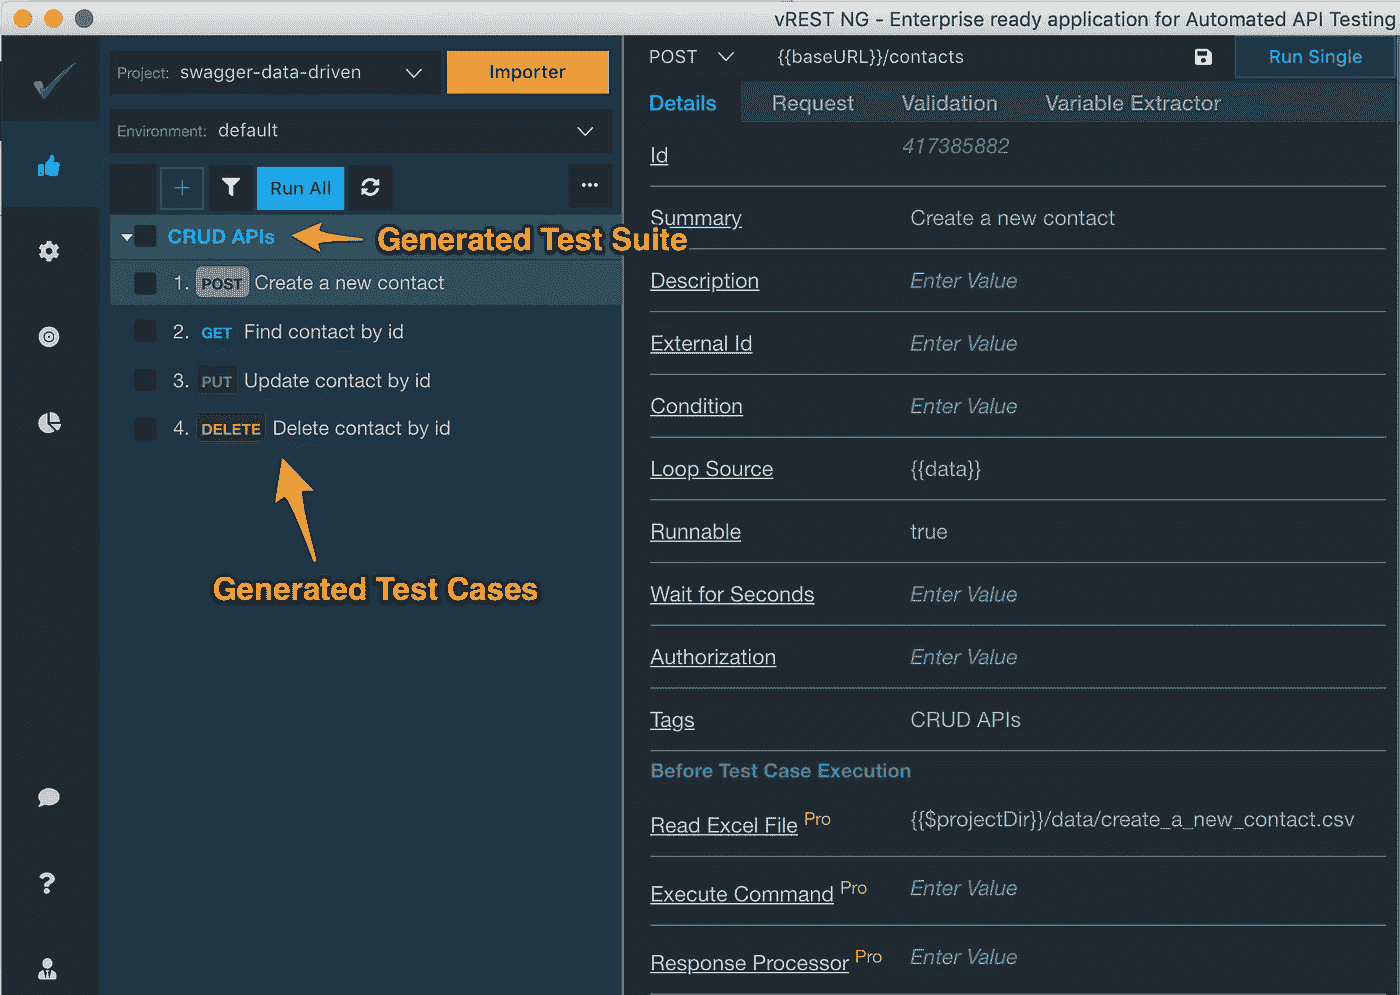 vREST NG - Enterprise ready application for Automated API Testing
Project: swagger-data-driven
Importer
Environment: default
Run All
CRUD APIs
Generated Test Suite
1. POST Create a new contact
2. GET Find contact by id
3. PUT Update contact by id
4. DELETE Delete contact by id
Generated Test Cases
POST {{baseURL}}/contacts
Run Single
Details Request Validation Variable Extractor
Id 417385882
Summary Create a new contact
Description Enter Value
External Id Enter Value
Condition Enter Value
Loop Source {{data}}
Runnable true
Wait for Seconds Enter Value
Authorization Enter Value
Tags CRUD APIs
Before Test Case Execution
Read Excel File Pro {{$projectDir}}/data/create_a_new_contact.csv
Execute Command Pro Enter Value
Response Processor Pro Enter Value